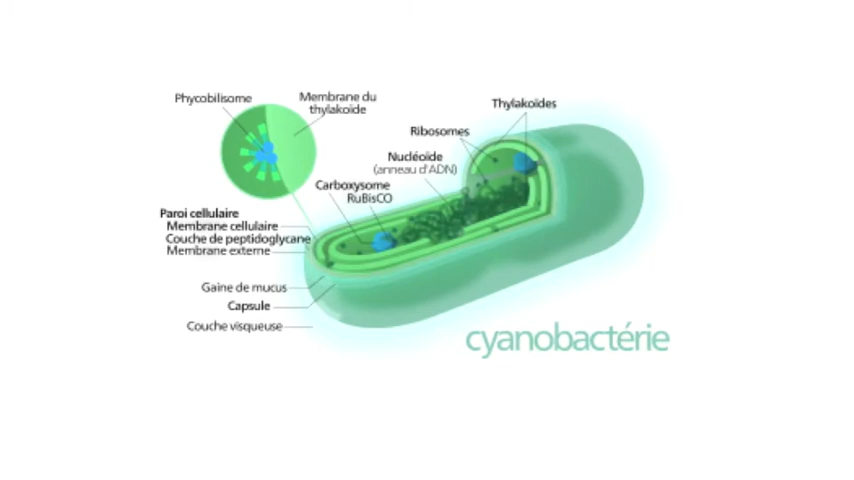 Phycobilisome
Membrane du
thylakoïde
Thylakoïdes
Ribosomes
Nucléoïde
(anneau d'ADN)
Carboxysome
RuBisCO
Paroi cellulaire
Membrane cellulaire
Couche de peptidoglycane
Membrane externe
Gaine de mucus
Capsule
Couche visqueuse
cyanobactérie